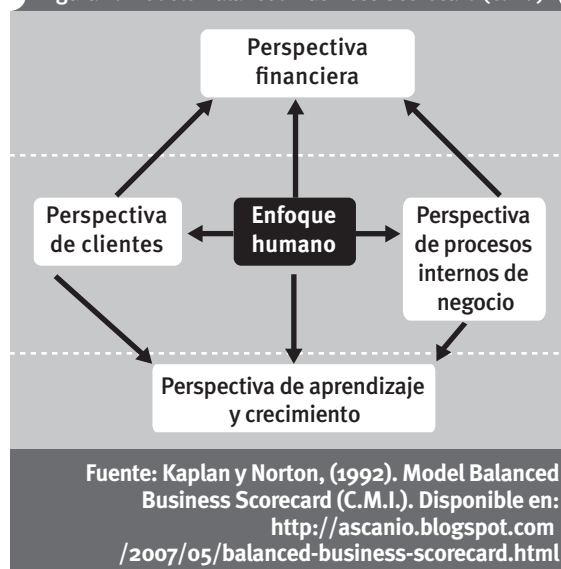 Perspectiva
financiera
Perspectiva
de clientes
Enfoque
humano
Perspectiva
de procesos
internos de
negocio
Perspectiva de aprendizaje
y crecimiento
Fuente: Kaplan y Norton, (1992). Model Balanced
Business Scorecard (C.M.I.). Disponible en:
http://ascanio.blogspot.com
/2007/05/balanced-business-scorecard.html